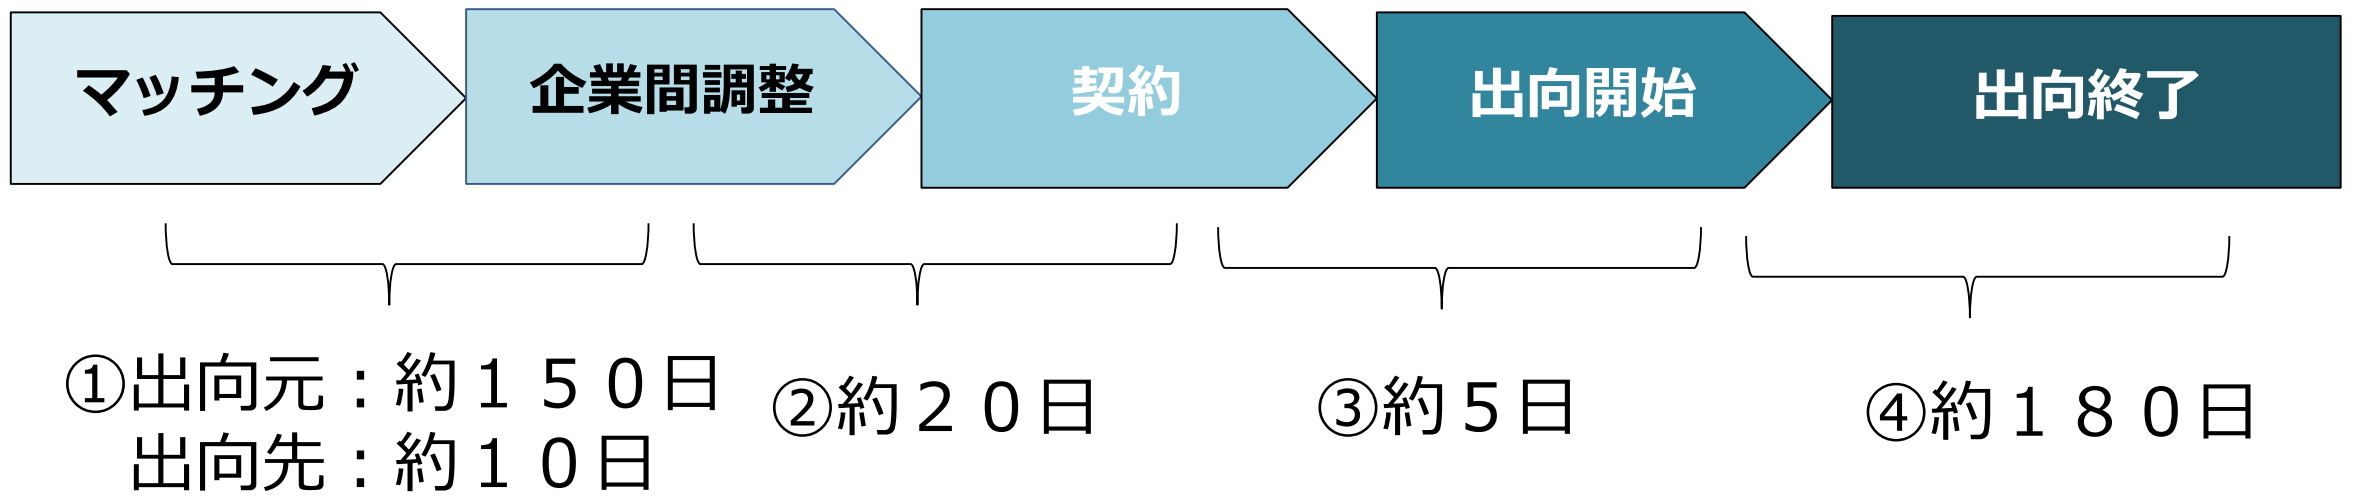 マッチング
企業間調整
契約
出向開始
出向終了
①出向元：約１５０日
出向先：約１０日
②約２０日
③約５日
④約１８０日